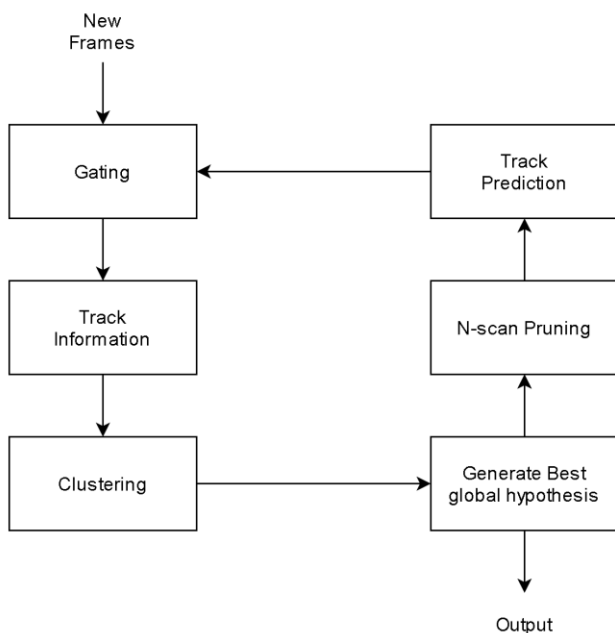 New
Frames
Gating
Track
Prediction
Track
Information
N-scan Pruning
Clustering
Generate Best
global hypothesis
Output